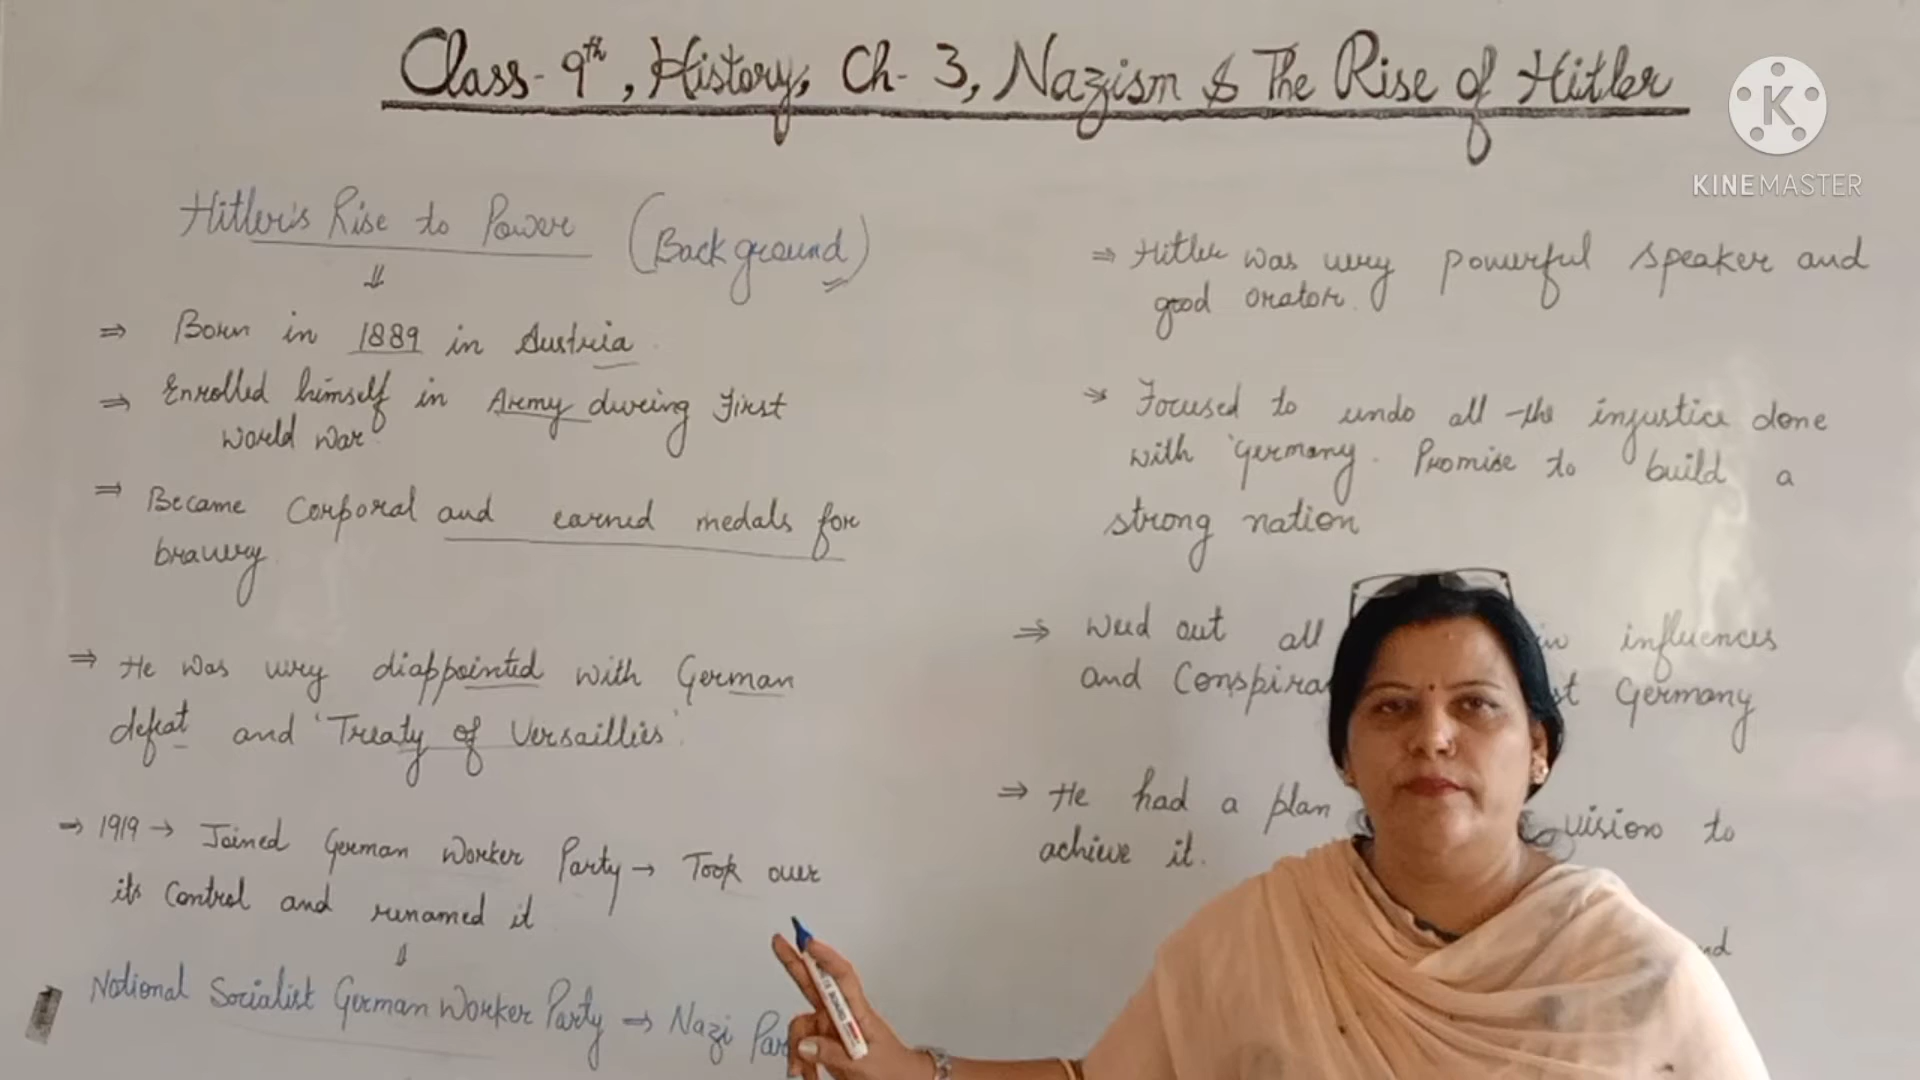 Class- 9th, History, Ch- 3, Nazism & The Rise of Hitler
KINEMASTER
Hitler's Rise to Power (Background)
⇒ Born in 1889 in Austria.
⇒ Enrolled himself in Army during First
world war.
⇒ Became Corporal and earned medals for
bravery.
⇒ He was very diappointed with German
defeat and 'Treaty of Versaillies'.
⇒ 1919 → Joined German Worker Party → Took over
its Control and renamed it
⇓
National Socialist German Worker Party ⇒ Nazi
⇒ Hitler was very powerful speaker and
good orator.
⇒ Focused to undo all the injustice done
with Germany. Promise to build a
strong nation
⇒ Weed out all influences
and Germany
⇒ He had a plan vision to
achieve it.